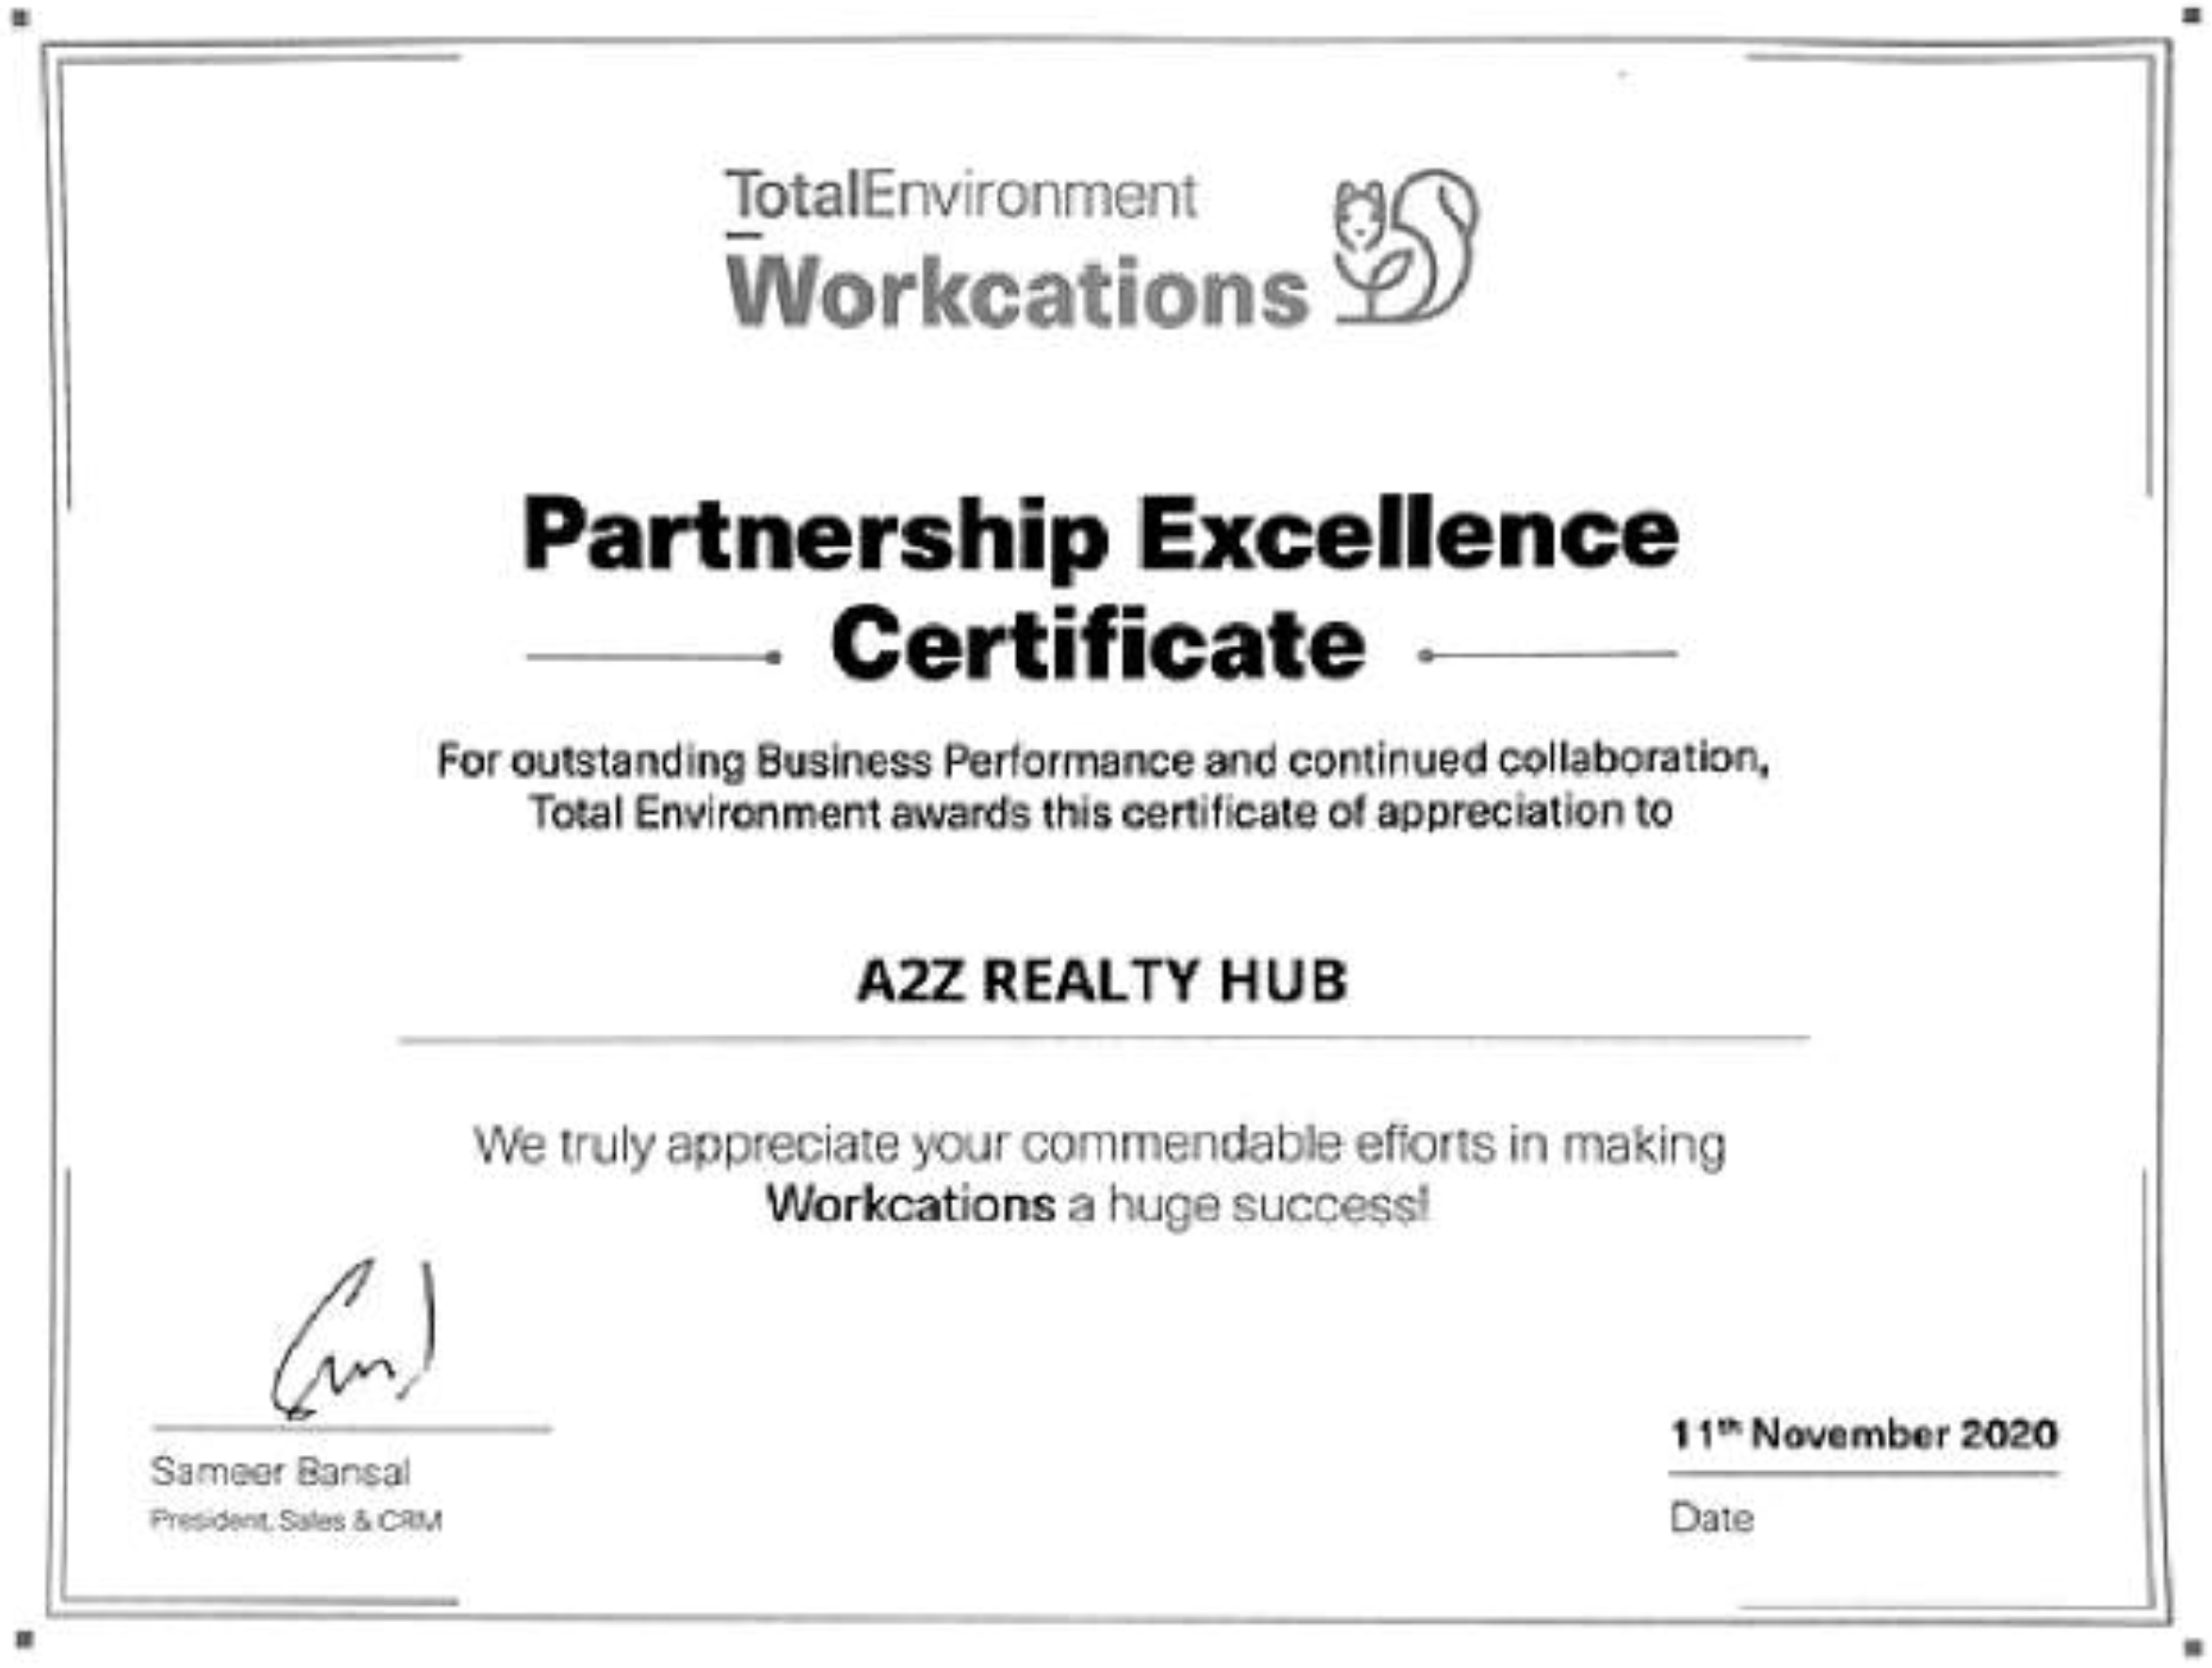 TotalEnvironment
Workcations
Partnership Excellence
Certificate
For outstanding Business Performance and continued collaboration,
Total Environment awards this certificate of appreciation to
A2Z REALTY HUB
We truly appreciate your commendable efforts in making
Workcations a huge success!
Sameer Bansal
President, Sales & CRM
11th November 2020
Date